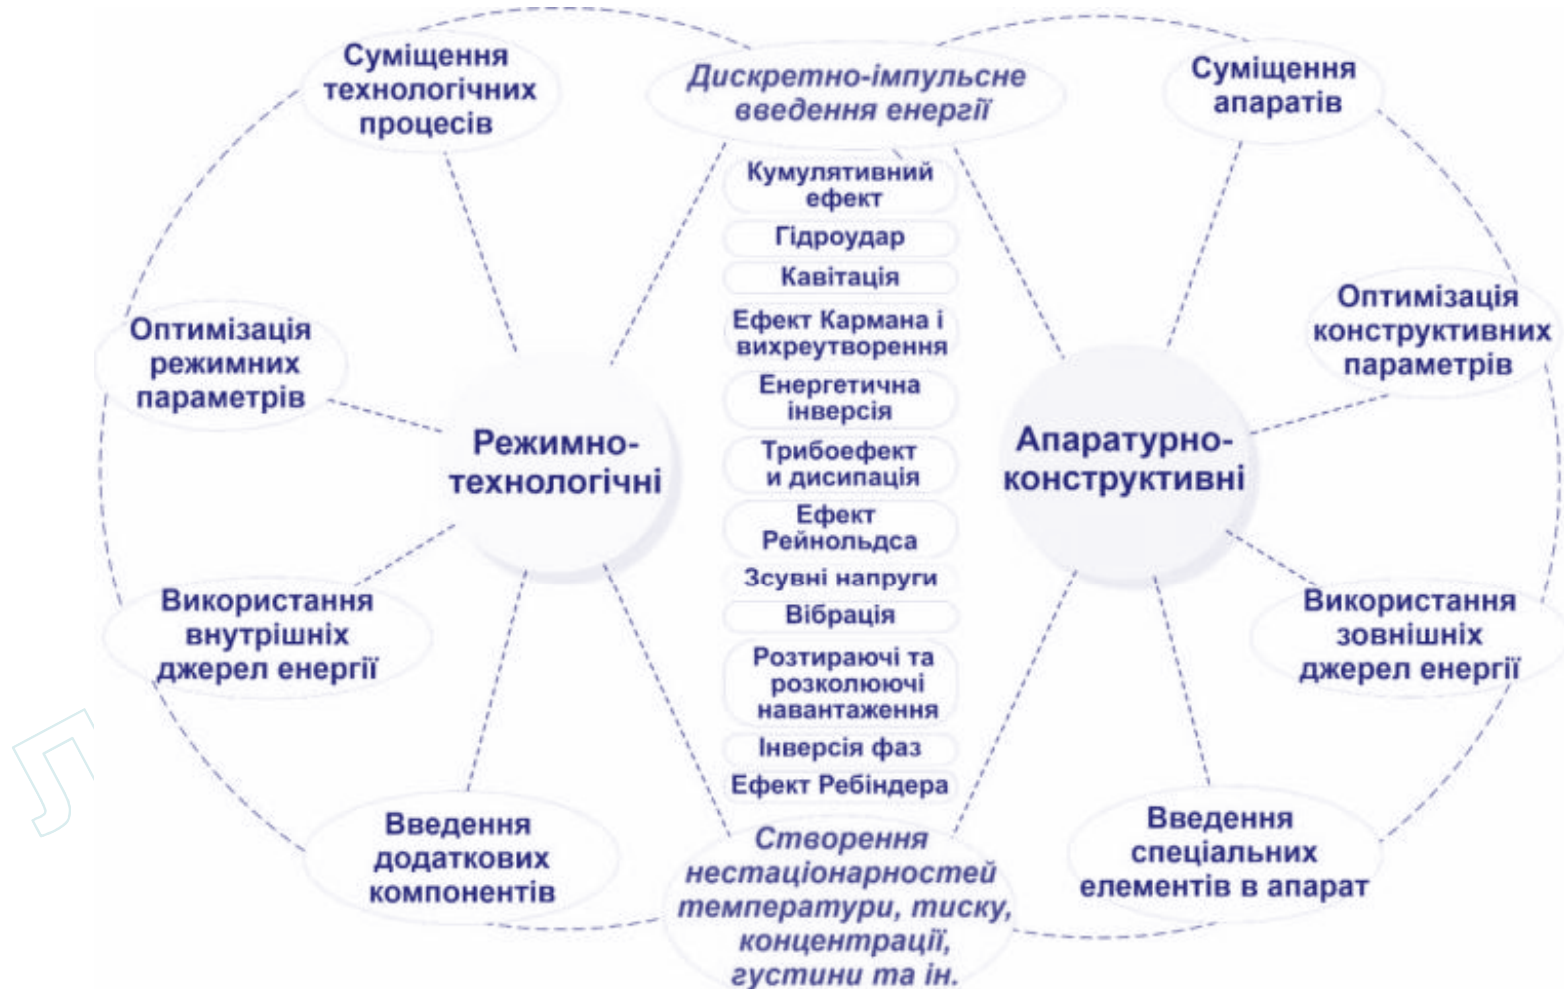 Суміщення
технологічних
процесів
Дискретно-імпульсне
введення енергії
Суміщення
апаратів
Кумулятивний
ефект
Гідроудар
Кавітація
Ефект Кармана і
вихреутворення
Енергетична
інверсія
Трибоефект
и дисипація
Ефект
Рейнольдса
Зсувні напруги
Вібрація
Розтираючі та
розколюючі
навантаження
Інверсія фаз
Ефект Ребіндера
Оптимізація
режимних
параметрів
Оптимізація
конструктивних
параметрів
Режимно-
технологічні
Апаратурно-
конструктивні
Використання
внутрішніх
джерел енергії
Використання
зовнішніх
джерел енергії
Введення
додаткових
компонентів
Створення
нестаціонарностей
температури, тиску,
концентрації,
густини та ін.
Введення
спеціальних
елементів в апарат
Л